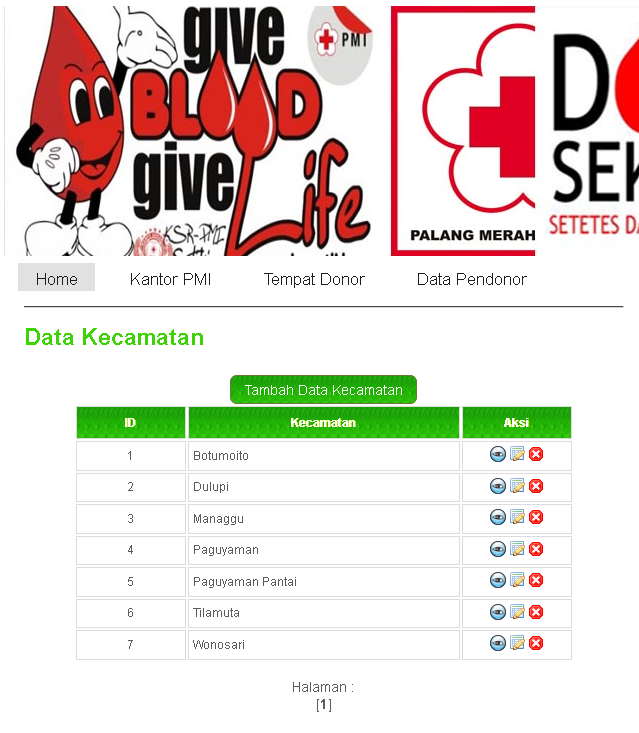 give
PMI
BLOOD
give
Life
KSR-PMI
PALANG MERAH
SETETES DA
Home Kantor PMI Tempat Donor Data Pendonor
Data Kecamatan
Tambah Data Kecamatan
ID Kecamatan Aksi
1 Botumoito
2 Dulupi
3 Managgu
4 Paguyaman
5 Paguyaman Pantai
6 Tilamuta
7 Wonosari
Halaman :
[1]